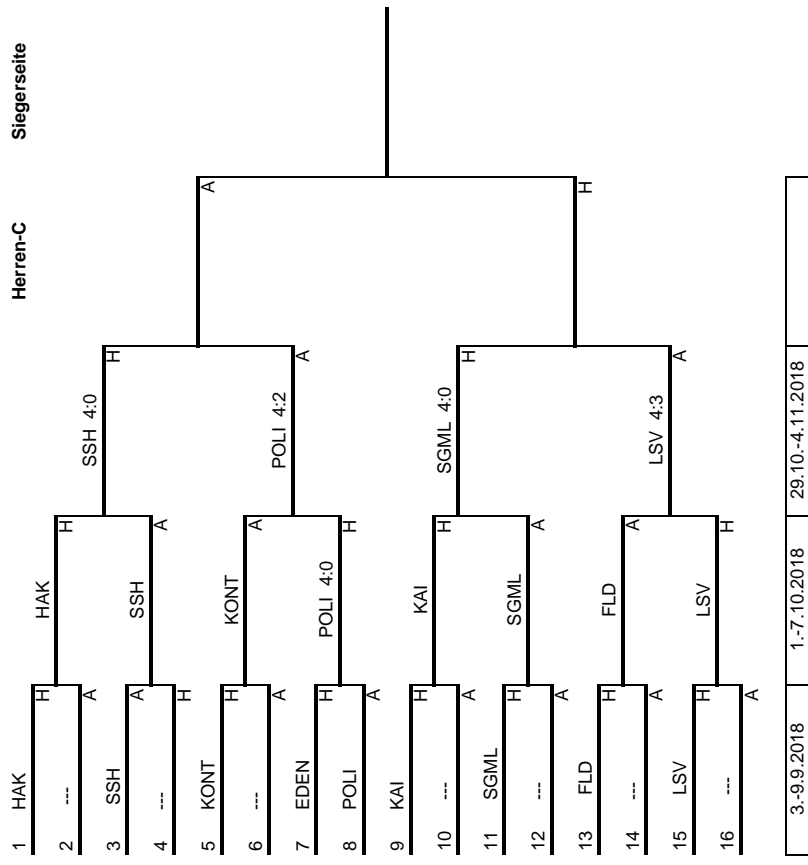 Herren-C Siegerseite
1 HAK
H
2 ---
A
HAK
H
3 SSH
A
4 ---
H
SSH
A
SSH 4:0
H
5 KONT
H
6 ---
A
KONT
A
7 EDEN
H
8 POLI
A
POLI 4:0
H
POLI 4:2
A
A
9 KAI
H
10 ---
A
KAI
H
11 SGML
H
12 ---
A
SGML
A
SGML 4:0
H
13 FLD
H
14 ---
A
FLD
A
15 LSV
H
16 ---
A
LSV
H
LSV 4:3
A
H
3.-9.9.2018 1.-7.10.2018 29.10.-4.11.2018